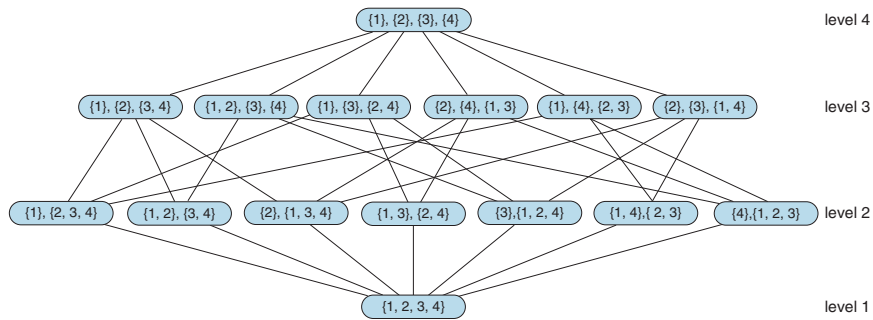 {1}, {2}, {3}, {4} level 4
{1}, {2}, {3, 4} {1, 2}, {3}, {4} {1}, {3}, {2, 4} {2}, {4}, {1, 3} {1}, {4}, {2, 3} {2}, {3}, {1, 4} level 3
{1}, {2, 3, 4} {1, 2}, {3, 4} {2}, {1, 3, 4} {1, 3}, {2, 4} {3},{1, 2, 4} {1, 4},{ 2, 3} {4},{1, 2, 3} level 2
{1, 2, 3, 4} level 1